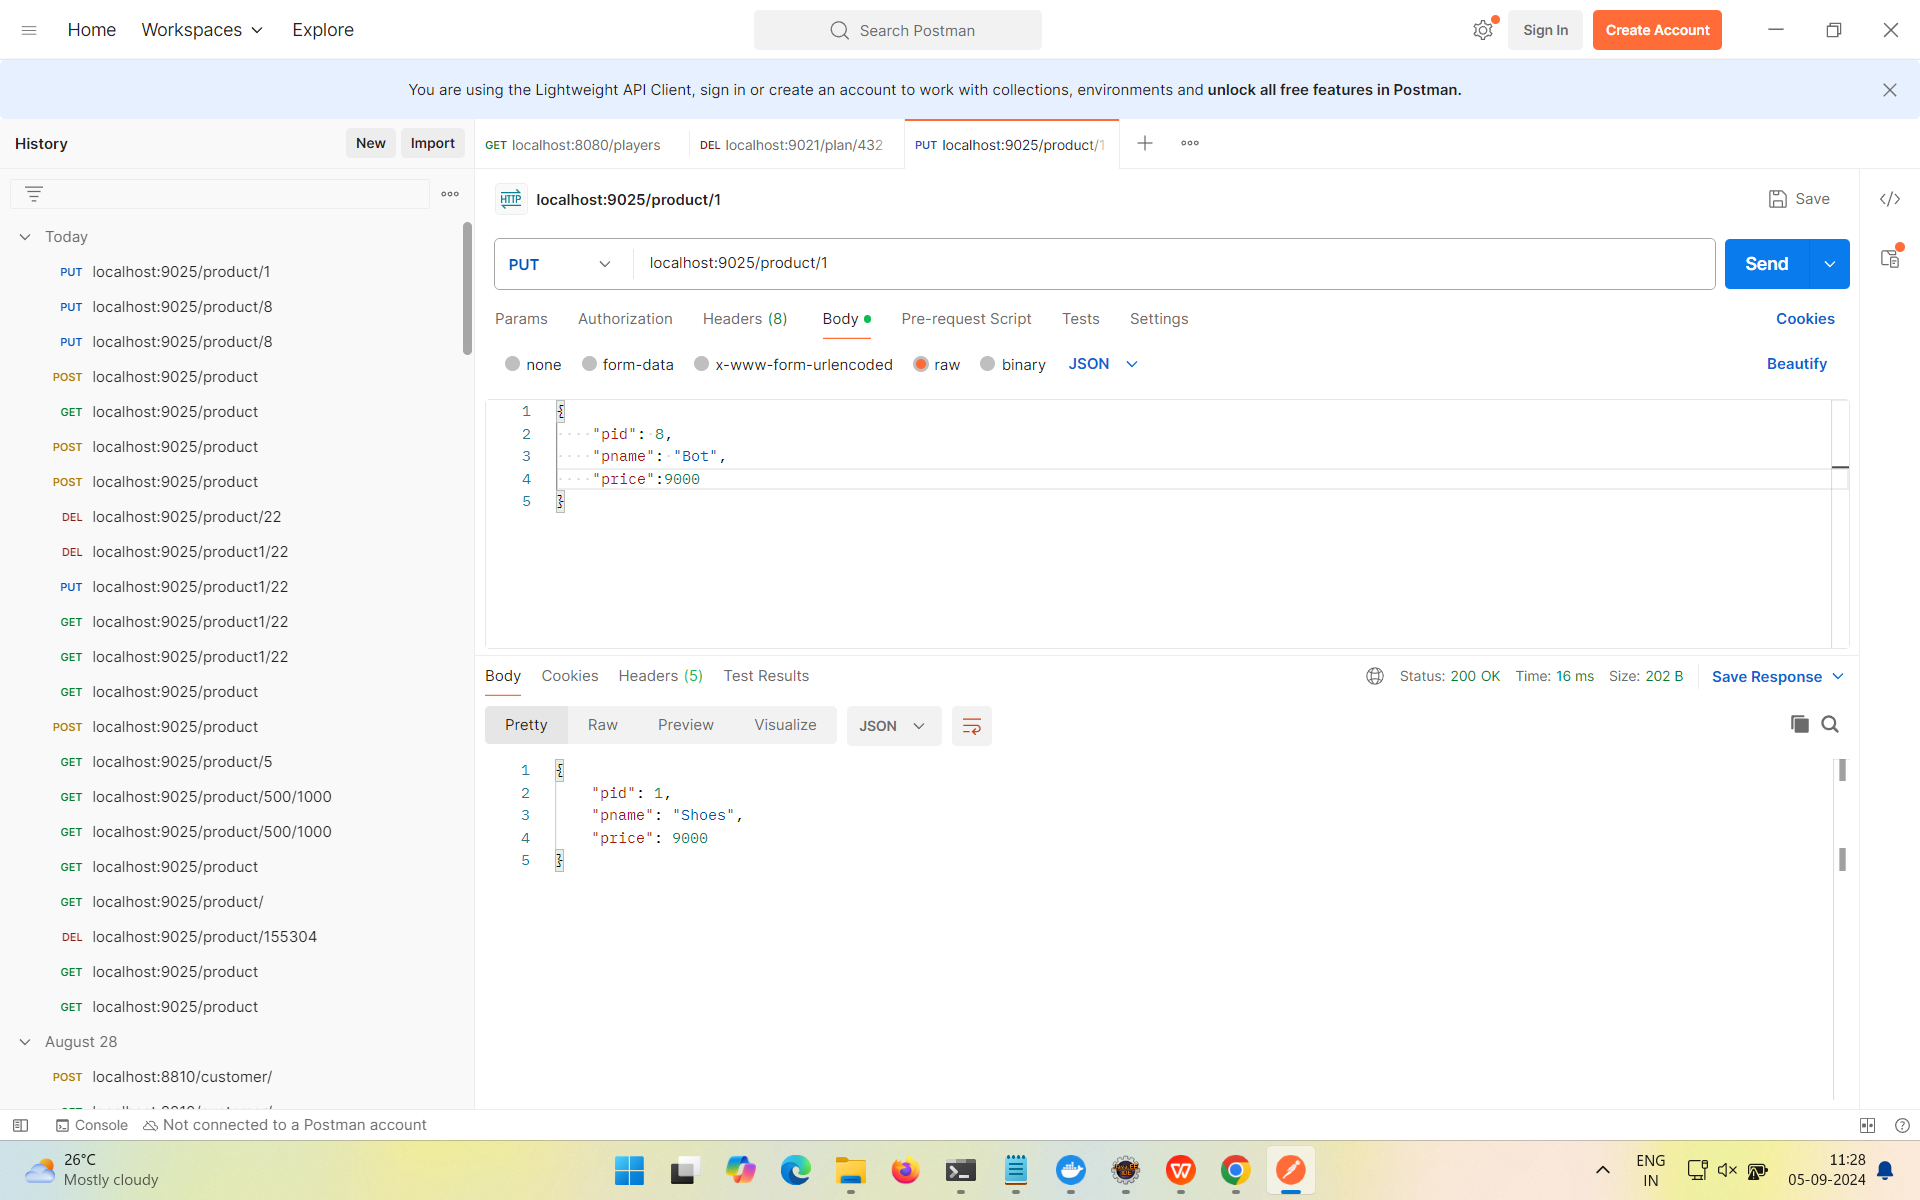 Home Workspaces Explore
Search Postman
Sign In Create Account
You are using the Lightweight API Client, sign in or create an account to work with collections, environments and unlock all free features in Postman.
History New Import
GET localhost:8080/players DEL localhost:9021/plan/432 PUT localhost:9025/product/1
HTTP localhost:9025/product/1 Save
Today
PUT localhost:9025/product/1
PUT localhost:9025/product/8
PUT localhost:9025/product/8
POST localhost:9025/product
GET localhost:9025/product
POST localhost:9025/product
POST localhost:9025/product
DEL localhost:9025/product/22
DEL localhost:9025/product1/22
PUT localhost:9025/product1/22
GET localhost:9025/product1/22
GET localhost:9025/product1/22
GET localhost:9025/product
POST localhost:9025/product
GET localhost:9025/product/5
GET localhost:9025/product/500/1000
GET localhost:9025/product/500/1000
GET localhost:9025/product
GET localhost:9025/product/
DEL localhost:9025/product/155304
GET localhost:9025/product
GET localhost:9025/product
August 28
POST localhost:8810/customer/
PUT localhost:9025/product/1 Send
Params Authorization Headers (8) Body Pre-request Script Tests Settings Cookies
none form-data x-www-form-urlencoded raw binary JSON Beautify
1 {
2 "pid": 8,
3 "pname": "Bot",
4 "price":9000
5 }
Body Cookies Headers (5) Test Results Status: 200 OK Time: 16 ms Size: 202 B Save Response
Pretty Raw Preview Visualize JSON
1 {
2 "pid": 1,
3 "pname": "Shoes",
4 "price": 9000
5 }
Console Not connected to a Postman account
26°C
Mostly cloudy
ENG
IN
11:28
05-09-2024